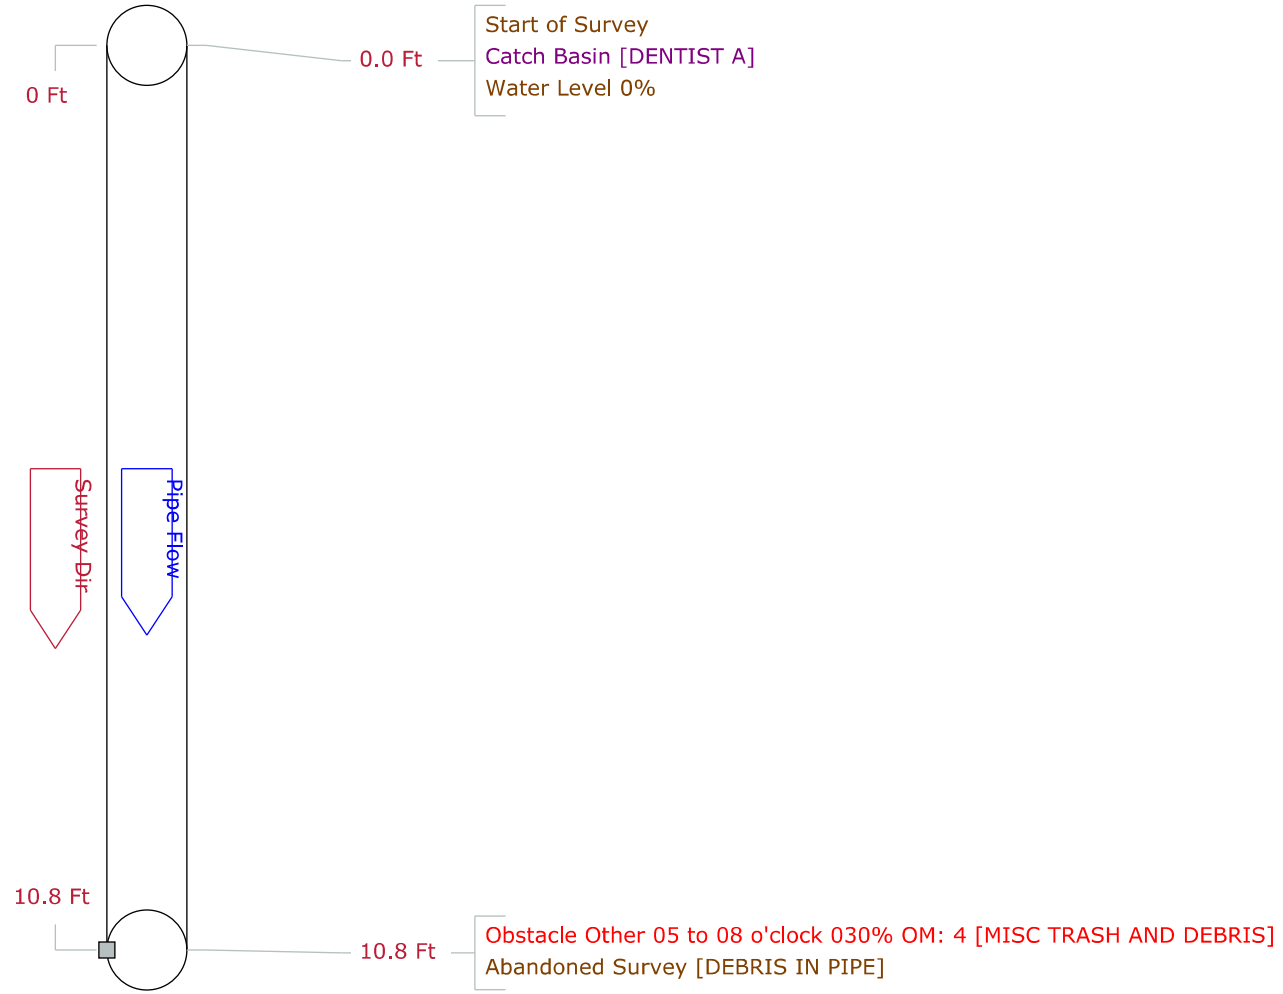 Start of Survey
Catch Basin [DENTIST A]
Water Level 0%
0.0 Ft
0 Ft
Survey Dir
Pipe Flow
10.8 Ft
10.8 Ft
Obstacle Other 05 to 08 o'clock 030% OM: 4 [MISC TRASH AND DEBRIS]
Abandoned Survey [DEBRIS IN PIPE]